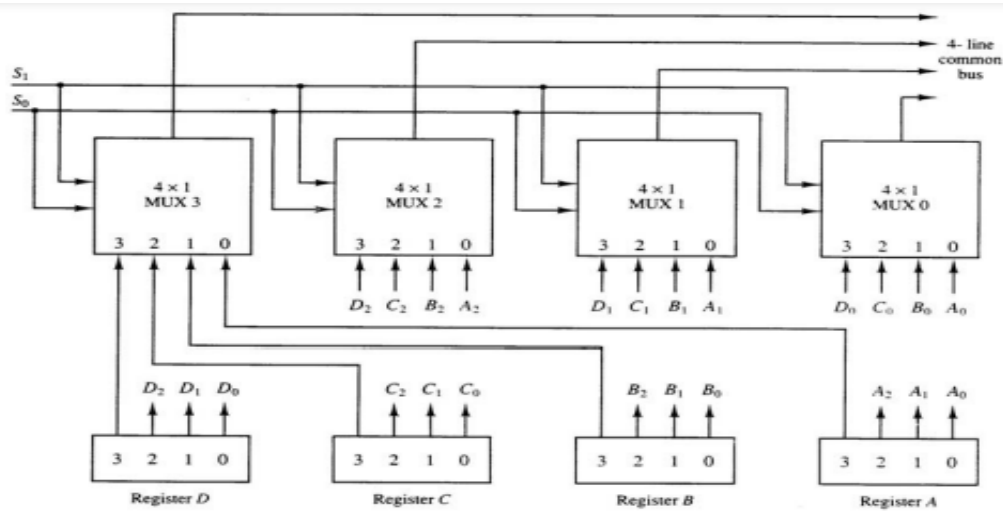 4- line
common
bus
S₁
S₀
4 × 1
MUX 3
3 2 1 0
4 × 1
MUX 2
3 2 1 0
4 × 1
MUX 1
3 2 1 0
4 × 1
MUX 0
3 2 1 0
D₂ C₂ B₂ A₂
D₁ C₁ B₁ A₁
D₀ C₀ B₀ A₀
D₂ D₁ D₀
C₂ C₁ C₀
B₂ B₁ B₀
A₂ A₁ A₀
3 2 1 0
3 2 1 0
3 2 1 0
3 2 1 0
Register D
Register C
Register B
Register A